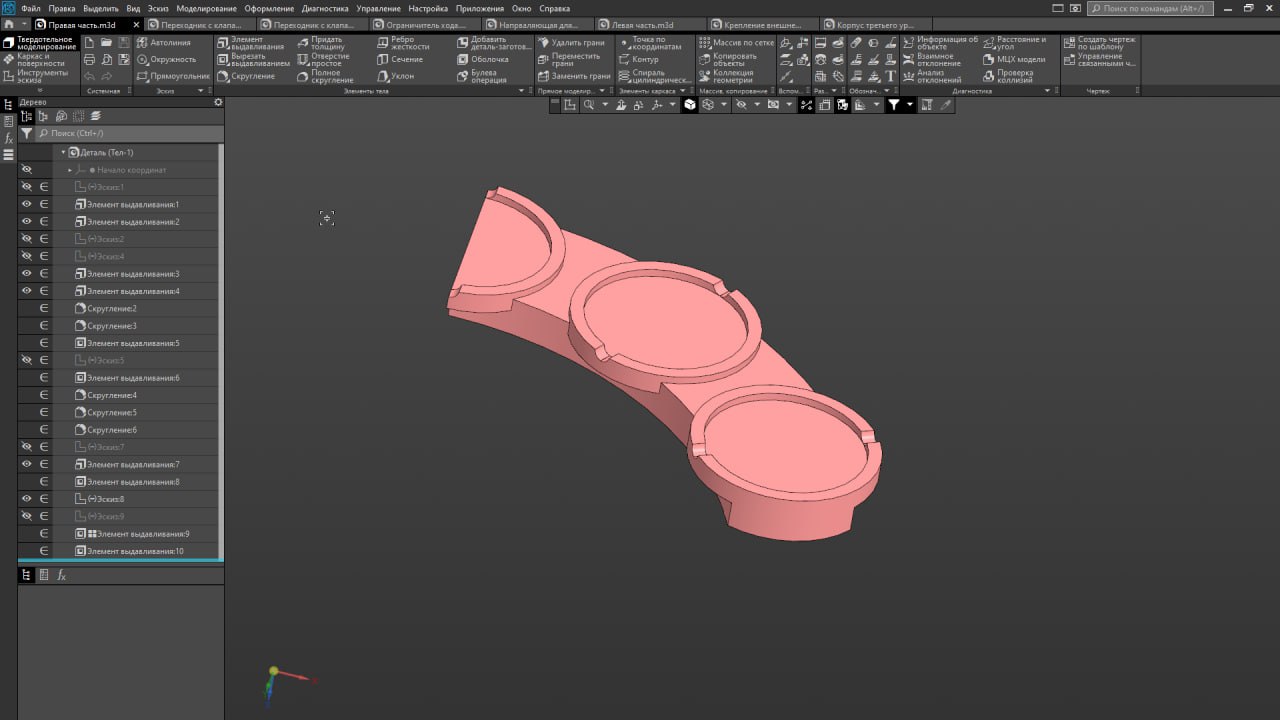 Файл Правка Выделить Вид Эскиз Моделирование Оформление Диагностика Управление Настройка Приложения Окно Справка Поиск по командам (Alt+/)
Правая часть.m3d Переходник с клапа... Переходник с клапа... Ограничитель хода... Напрваляющая для... Левая часть.m3d Крепление внешне... Корпус третьего ур...
Твердотельное моделирование
Каркас и поверхности
Инструменты эскиза
Системная
Автолиния
Окружность
Прямоугольник
Эскиз
Элемент выдавливания
Вырезать выдавливанием
Скругление
Придать толщину
Отверстие простое
Полное скругление
Ребро жесткости
Сечение
Уклон
Добавить деталь-заготов...
Оболочка
Булева операция
Элементы тела
Удалить грани
Переместить грани
Заменить грани
Прямое моделир...
Точка по координатам
Контур
Спираль цилиндрическ...
Элементы каркаса
Массив по сетке
Копировать объекты
Коллекция геометрии
Массив, копирование
Вспом...
Раз...
Обознач...
Информация об объекте
Взаимное отклонение
Анализ отклонений
Расстояние и угол
МЦХ модели
Проверка коллизий
Диагностика
Создать чертеж по шаблону
Управление связанными ч...
Чертеж
Дерево
Поиск (Ctrl+/)
Деталь (Тел-1)
Начало координат
(-)Эскиз:1
Элемент выдавливания:1
Элемент выдавливания:2
(-)Эскиз:2
(-)Эскиз:4
Элемент выдавливания:3
Элемент выдавливания:4
Скругление:2
Скругление:3
Элемент выдавливания:5
(-)Эскиз:5
Элемент выдавливания:6
Скругление:4
Скругление:5
Скругление:6
(-)Эскиз:7
Элемент выдавливания:7
Элемент выдавливания:8
(-)Эскиз:8
(-)Эскиз:9
Элемент выдавливания:9
Элемент выдавливания:10